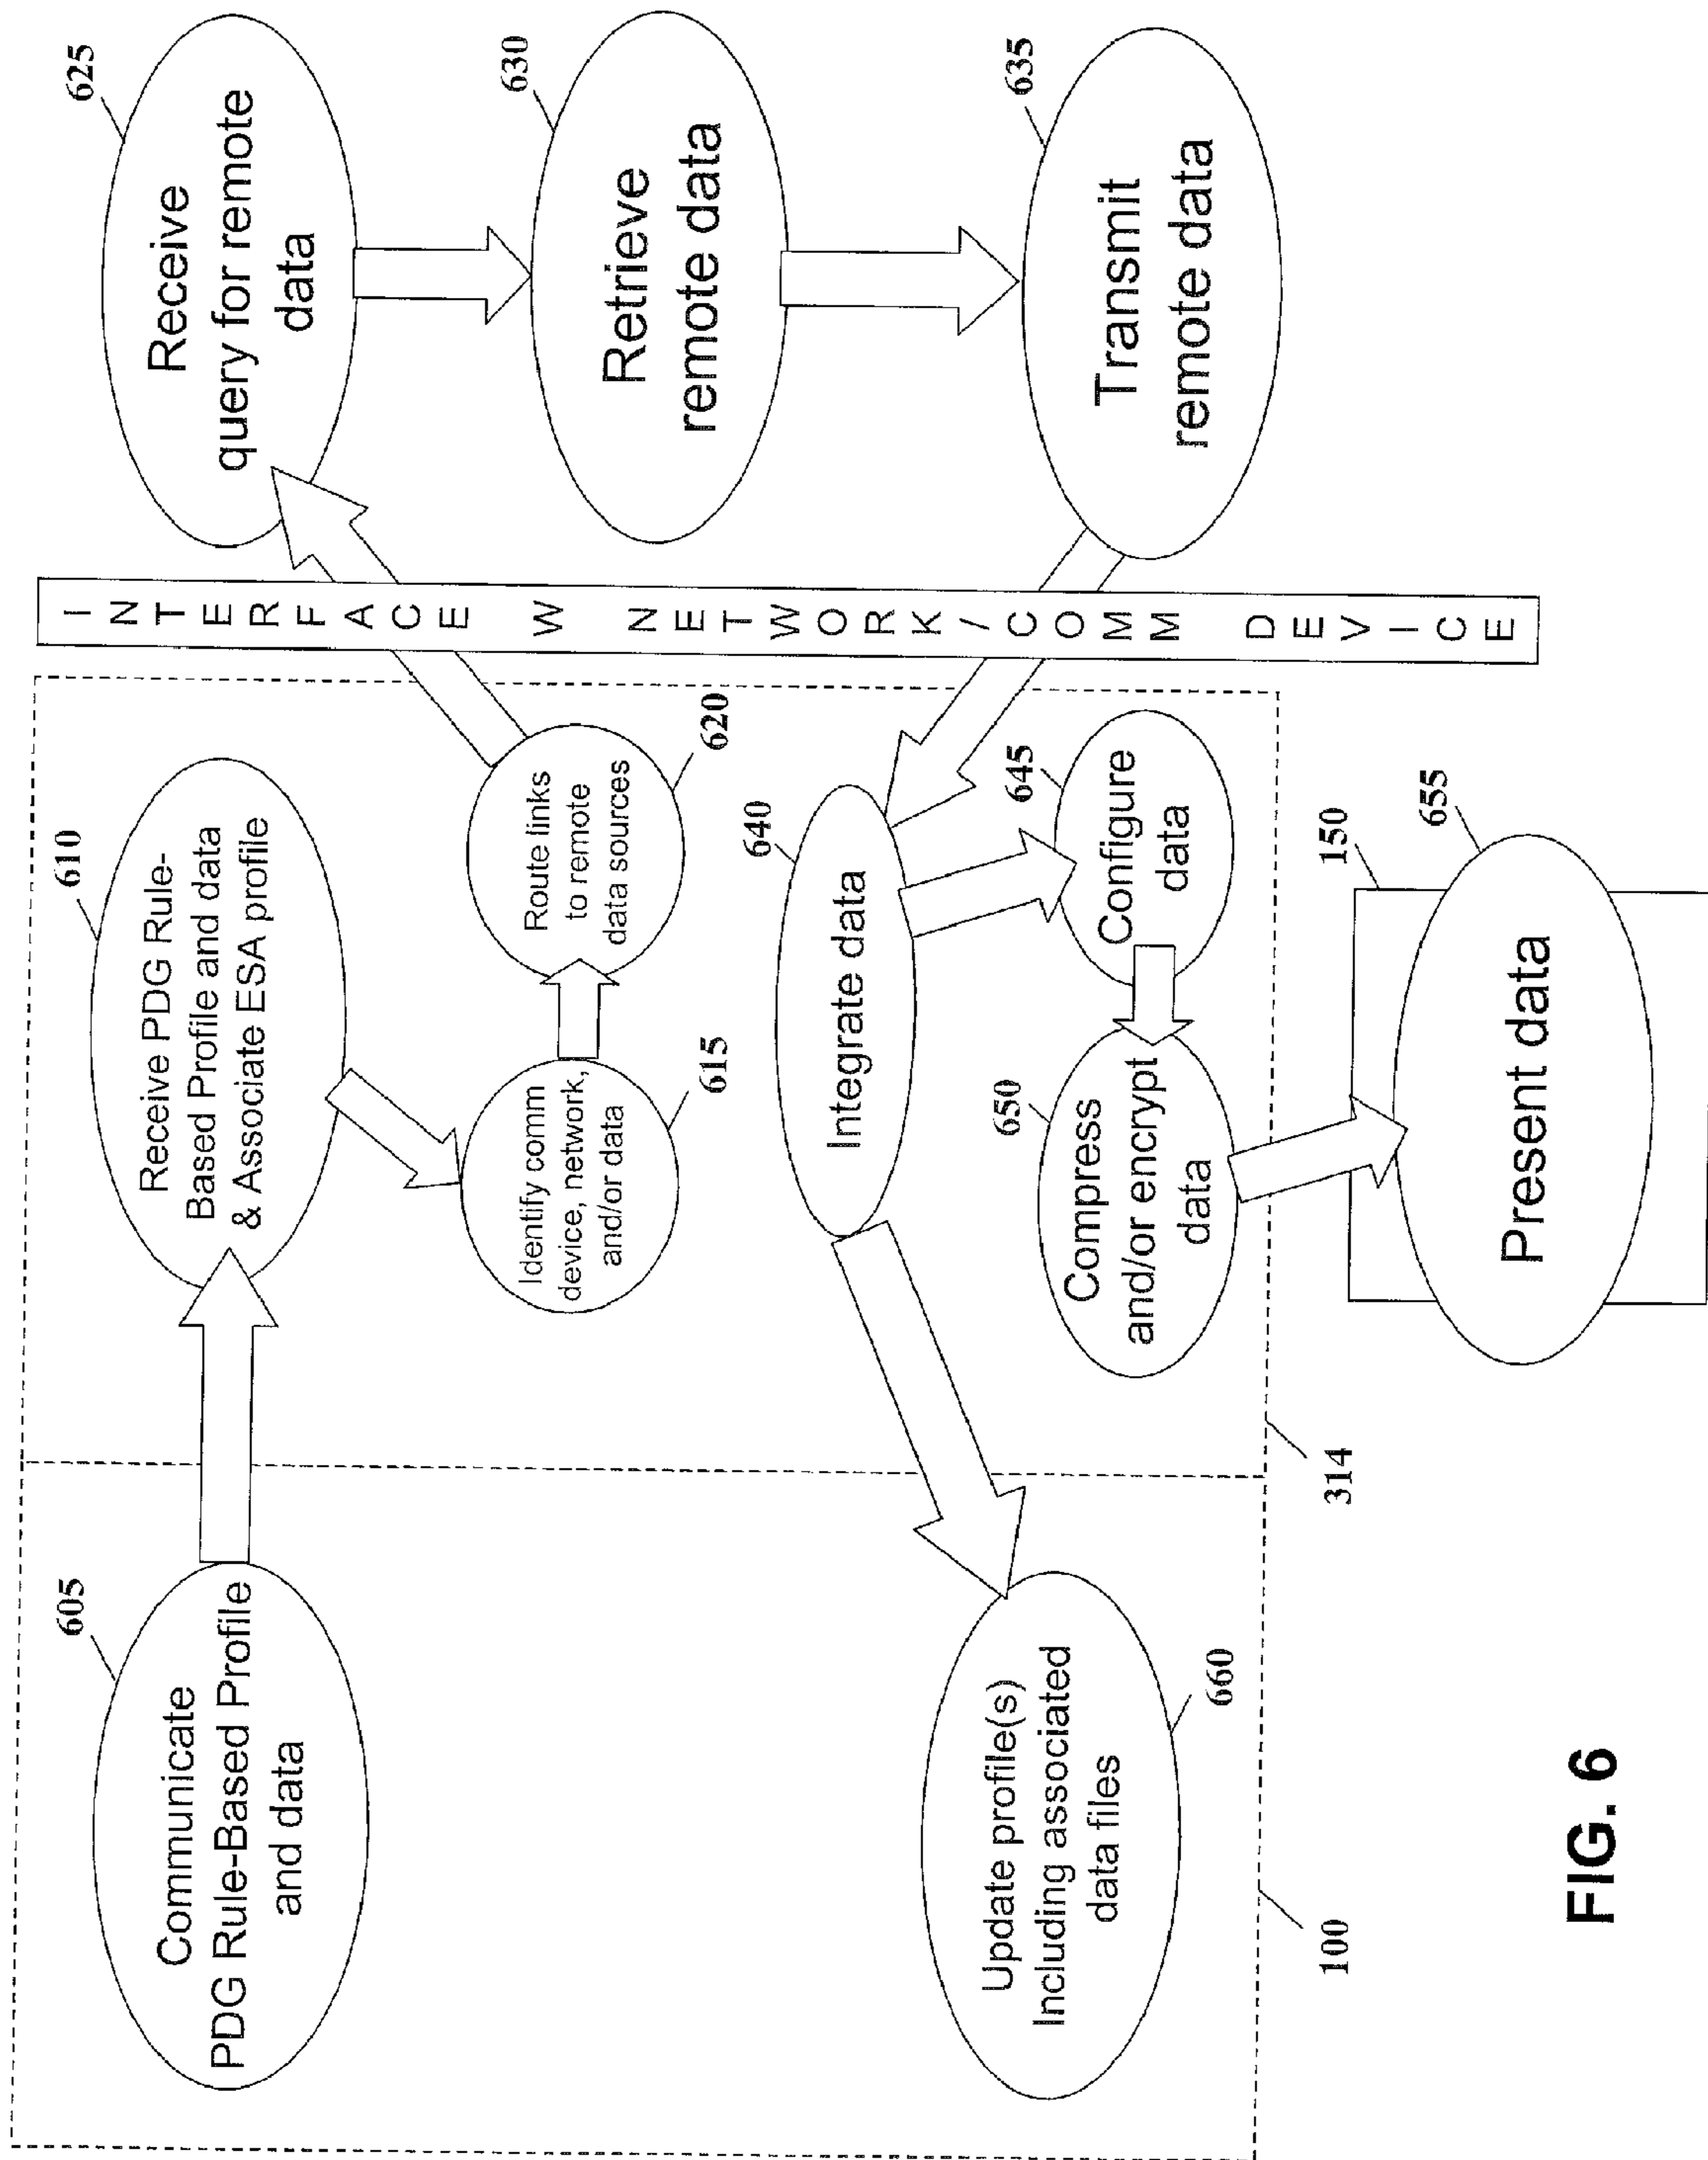 605
Communicate
PDG Rule-Based Profile
and data
610
Receive PDG Rule-
Based Profile and data
& Associate ESA profile
615
Identify comm
device, network,
and/or data
620
Route links
to remote
data sources
INTERFACE W NETWORK/COMM DEVICE
625
Receive
query for remote
data
630
Retrieve
remote data
635
Transmit
remote data
640
Integrate data
645
Configure
data
650
Compress
and/or encrypt
data
150
655
Present data
660
Update profile(s)
Including associated
data files
100
314
FIG. 6